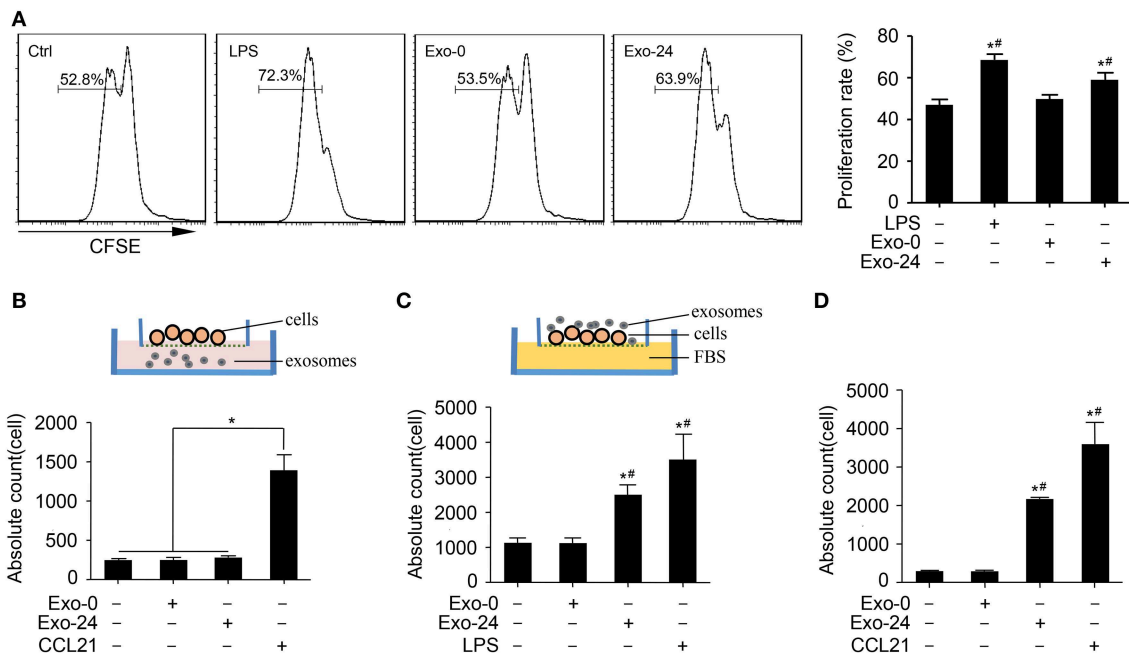 A
Ctrl
52.8%
LPS
72.3%
Exo-0
53.5%
Exo-24
63.9%
CFSE
Proliferation rate (%)
80
60
40
20
0
*#
*#
LPS – + – –
Exo-0 – – + –
Exo-24 – – – +
B
cells
exosomes
Absolute count(cell)
2000
1500
1000
500
0
*
Exo-0 – + – –
Exo-24 – – + –
CCL21 – – – +
C
exosomes
cells
FBS
Absolute count(cell)
5000
4000
3000
2000
1000
0
*#
*#
Exo-0 – + – –
Exo-24 – – + –
LPS – – – +
D
Absolute count(cell)
5000
4000
3000
2000
1000
0
*#
*#
Exo-0 – + – –
Exo-24 – – + –
CCL21 – – – +